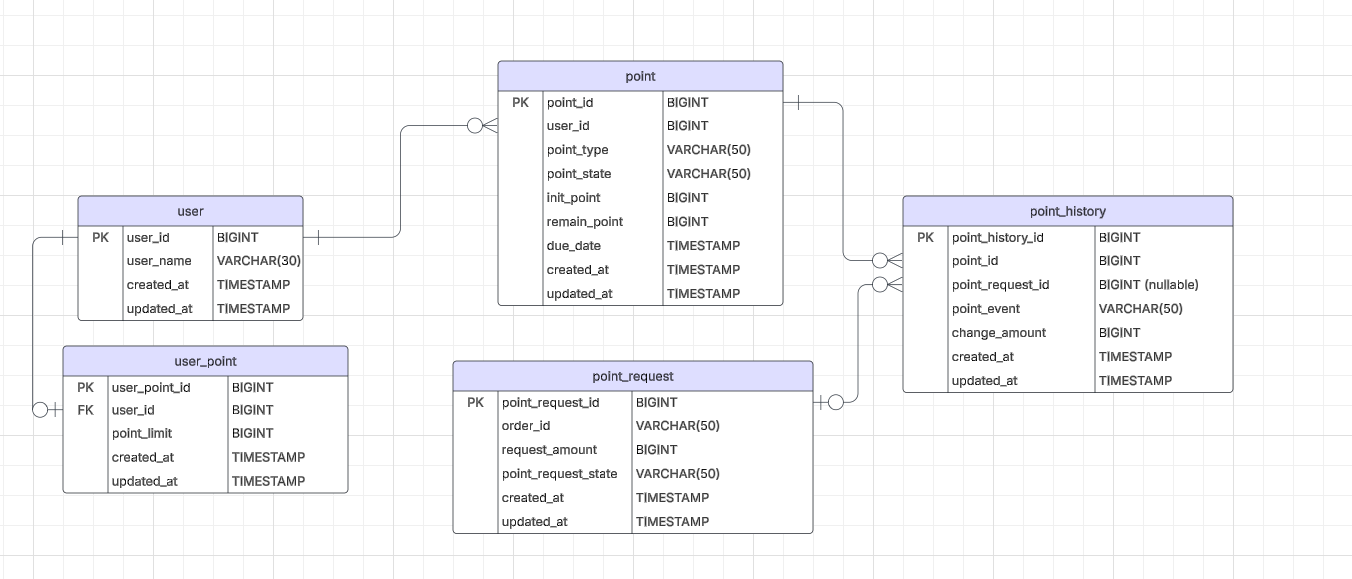 point
PK point_id BIGINT
user_id BIGINT
point_type VARCHAR(50)
point_state VARCHAR(50)
init_point BIGINT
remain_point BIGINT
due_date TIMESTAMP
created_at TIMESTAMP
updated_at TIMESTAMP
user
PK user_id BIGINT
user_name VARCHAR(30)
created_at TIMESTAMP
updated_at TIMESTAMP
point_history
PK point_history_id BIGINT
point_id BIGINT
point_request_id BIGINT (nullable)
point_event VARCHAR(50)
change_amount BIGINT
created_at TIMESTAMP
updated_at TIMESTAMP
user_point
PK user_point_id BIGINT
FK user_id BIGINT
point_limit BIGINT
created_at TIMESTAMP
updated_at TIMESTAMP
point_request
PK point_request_id BIGINT
order_id VARCHAR(50)
request_amount BIGINT
point_request_state VARCHAR(50)
created_at TIMESTAMP
updated_at TIMESTAMP